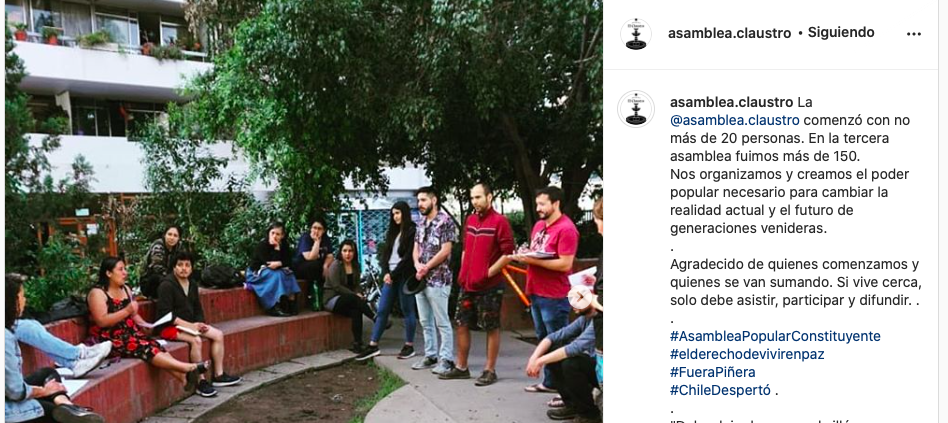 asamblea.claustro • Siguiendo
asamblea.claustro La
@asamblea.claustro comenzó con no
más de 20 personas. En la tercera
asamblea fuimos más de 150.
Nos organizamos y creamos el poder
popular necesario para cambiar la
realidad actual y el futuro de
generaciones venideras.
.
Agradecido de quienes comenzamos y
quienes se van sumando. Si vive cerca,
solo debe asistir, participar y difundir. .
.
#AsambleaPopularConstituyente
#elderechodevivirenpaz
#FueraPiñera
#ChileDespertó .
.